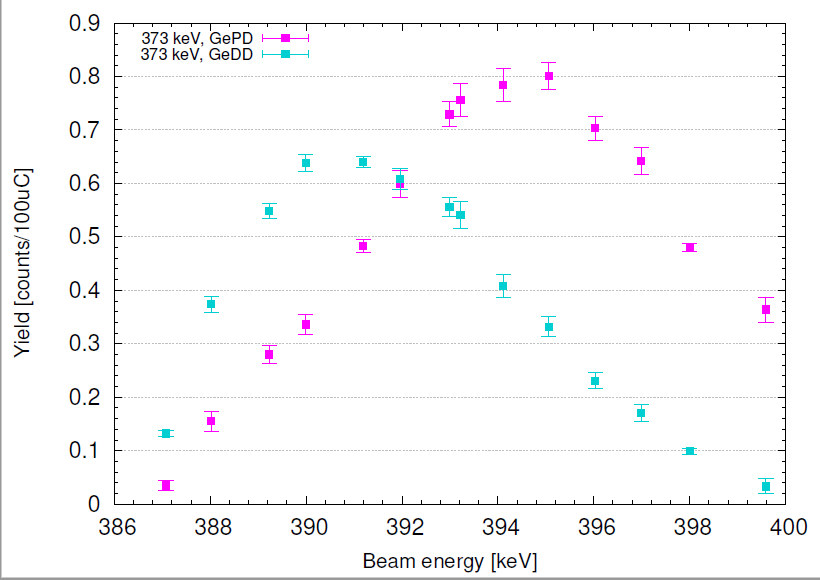 0.9
373 keV, GePD
373 keV, GeDD
0.8
0.7
0.6
0.5
0.4
0.3
0.2
0.1
0
Yield [counts/100uC]
386 388 390 392 394 396 398 400
Beam energy [keV]